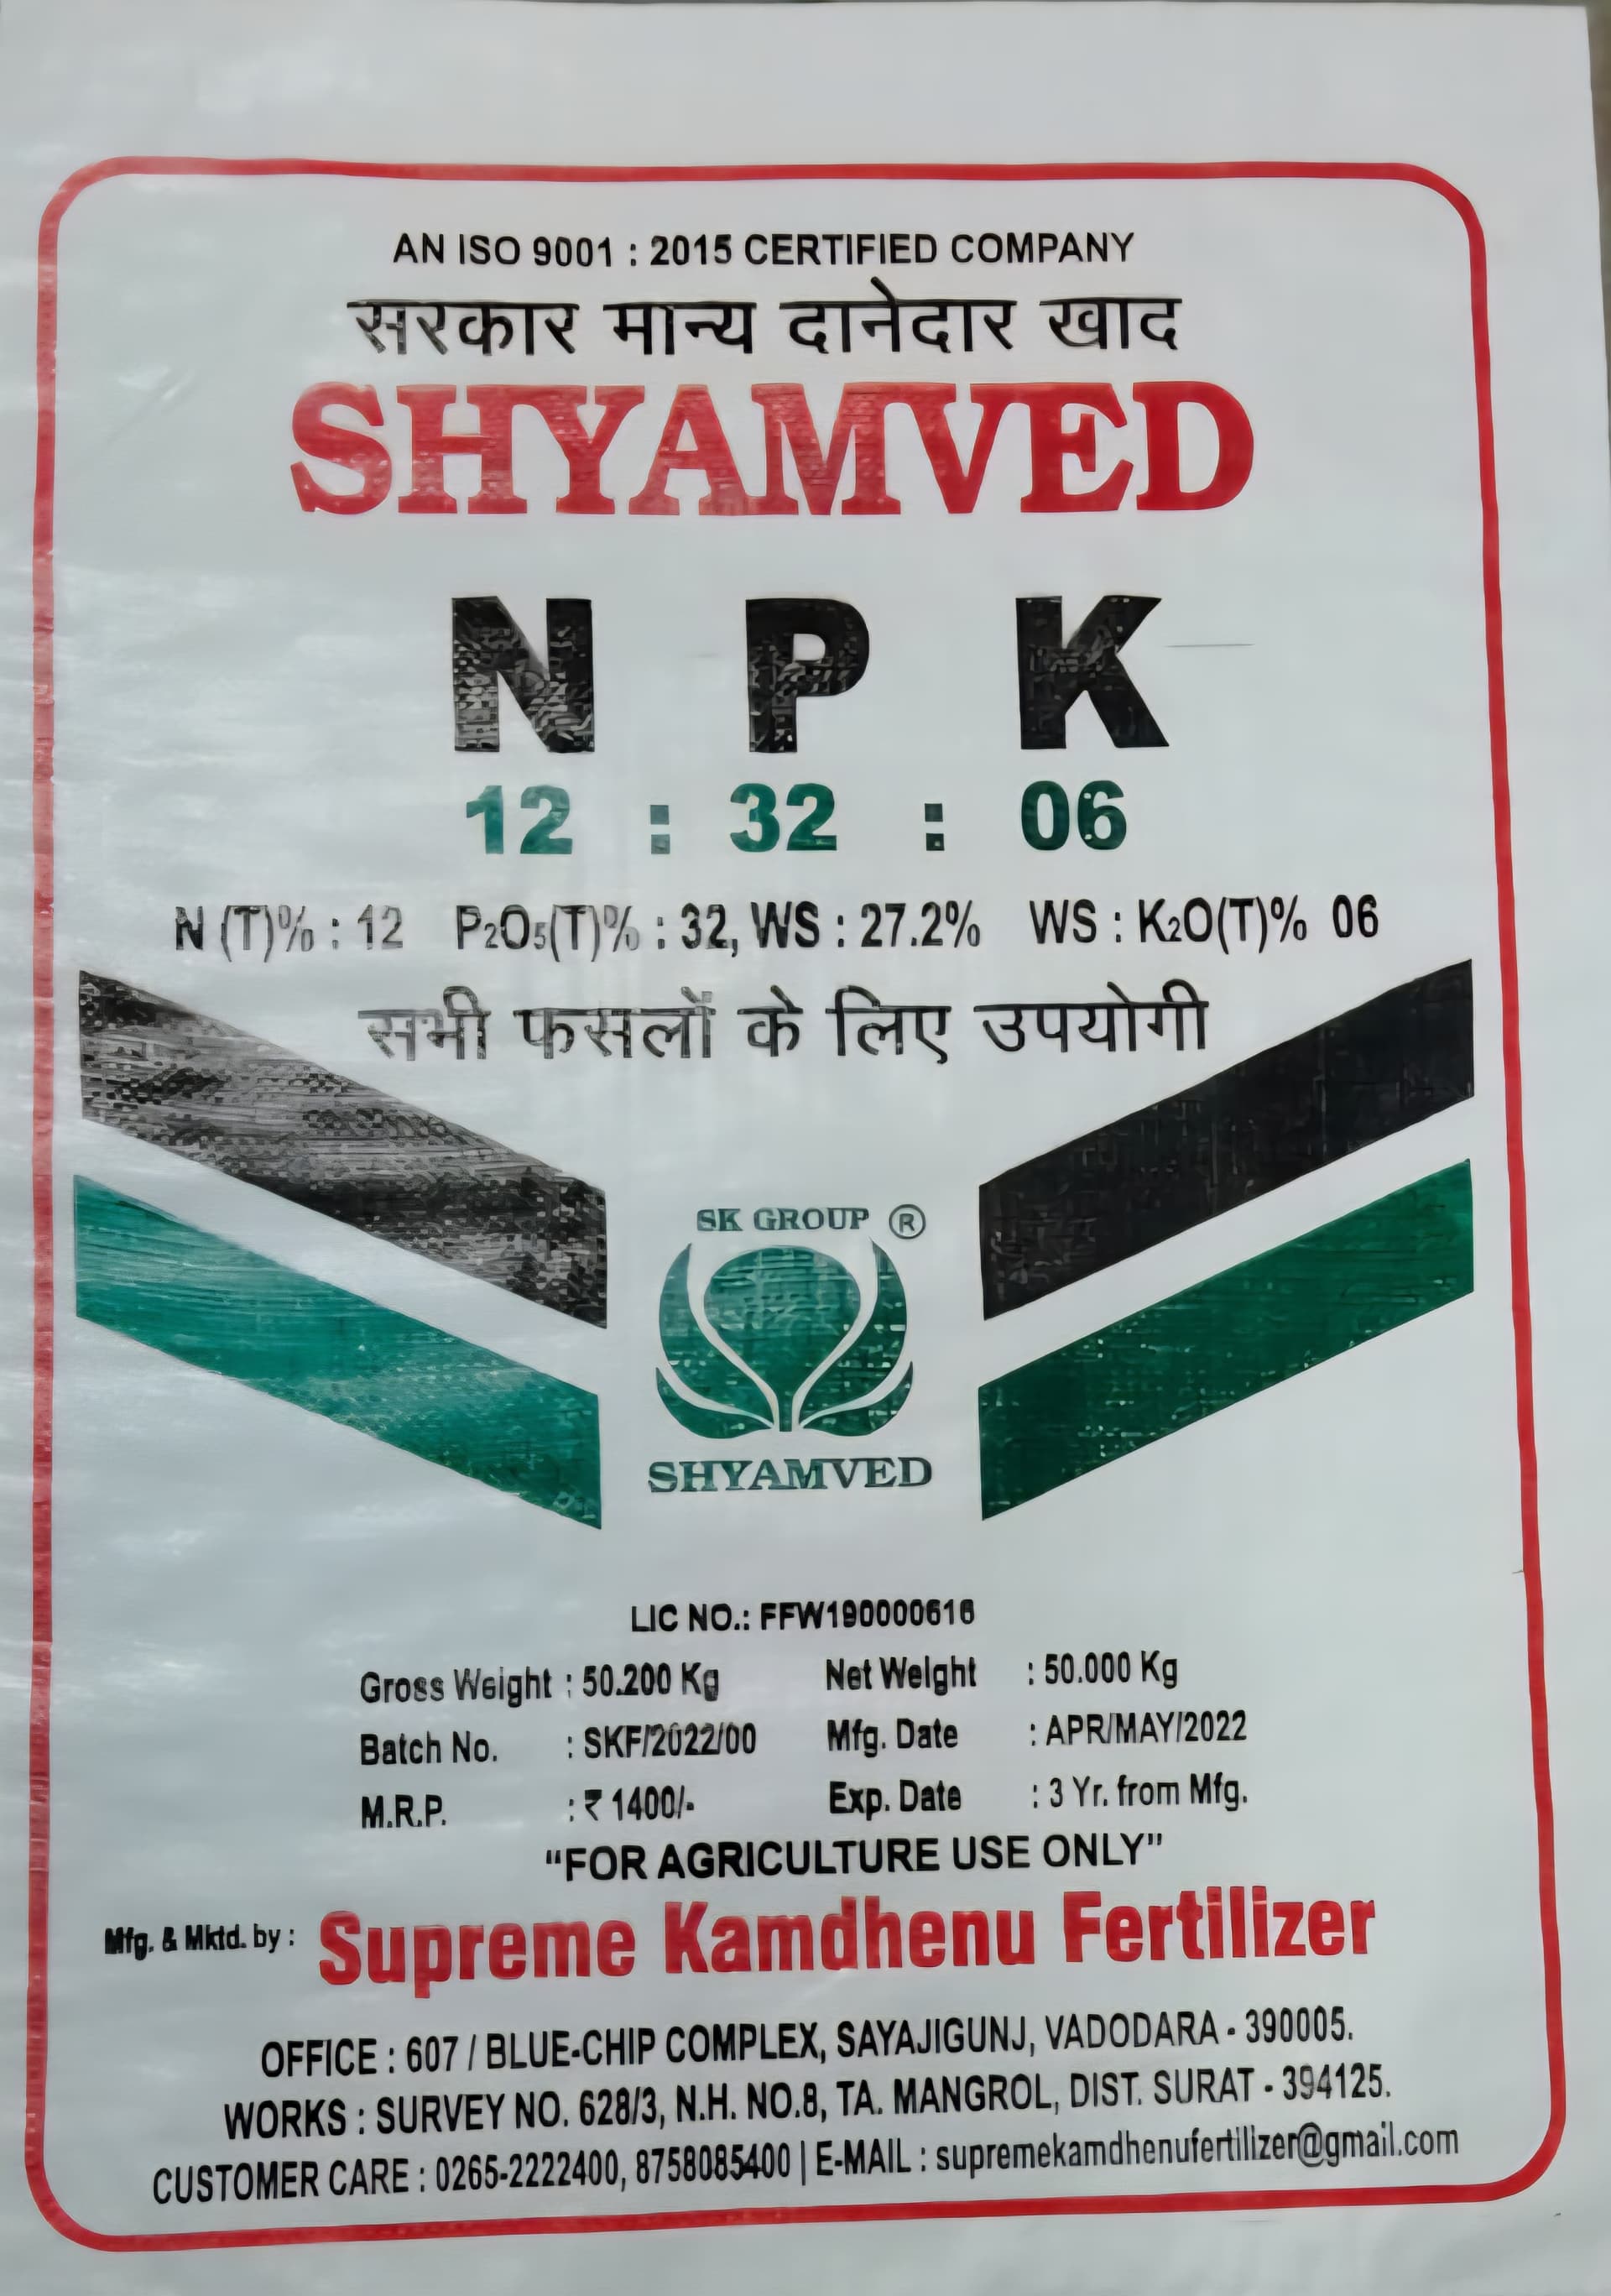 AN ISO 9001 : 2015 CERTIFIED COMPANY
सरकार मान्य दानेदार खाद
SHYAMVED
N P K
12 : 32 : 06
N (T)% : 12 P₂O₅(T)% : 32, WS : 27.2% WS : K₂O(T)% 06
सभी फसलों के लिए उपयोगी
SK GROUP ®
SHYAMVED
LIC NO.: FFW190000616
Gross Weight : 50.200 Kg Net Weight : 50.000 Kg
Batch No. : SKF/2022/00 Mfg. Date : APR/MAY/2022
M.R.P. : ₹ 1400/- Exp. Date : 3 Yr. from Mfg.
“FOR AGRICULTURE USE ONLY”
Mfg. & Mktd. by : Supreme Kamdhenu Fertilizer
OFFICE : 607 / BLUE-CHIP COMPLEX, SAYAJIGUNJ, VADODARA - 390005.
WORKS : SURVEY NO. 628/3, N.H. NO.8, TA. MANGROL, DIST. SURAT - 394125.
CUSTOMER CARE : 0265-2222400, 8758085400 | E-MAIL : supremekamdhenufertilizer@gmail.com